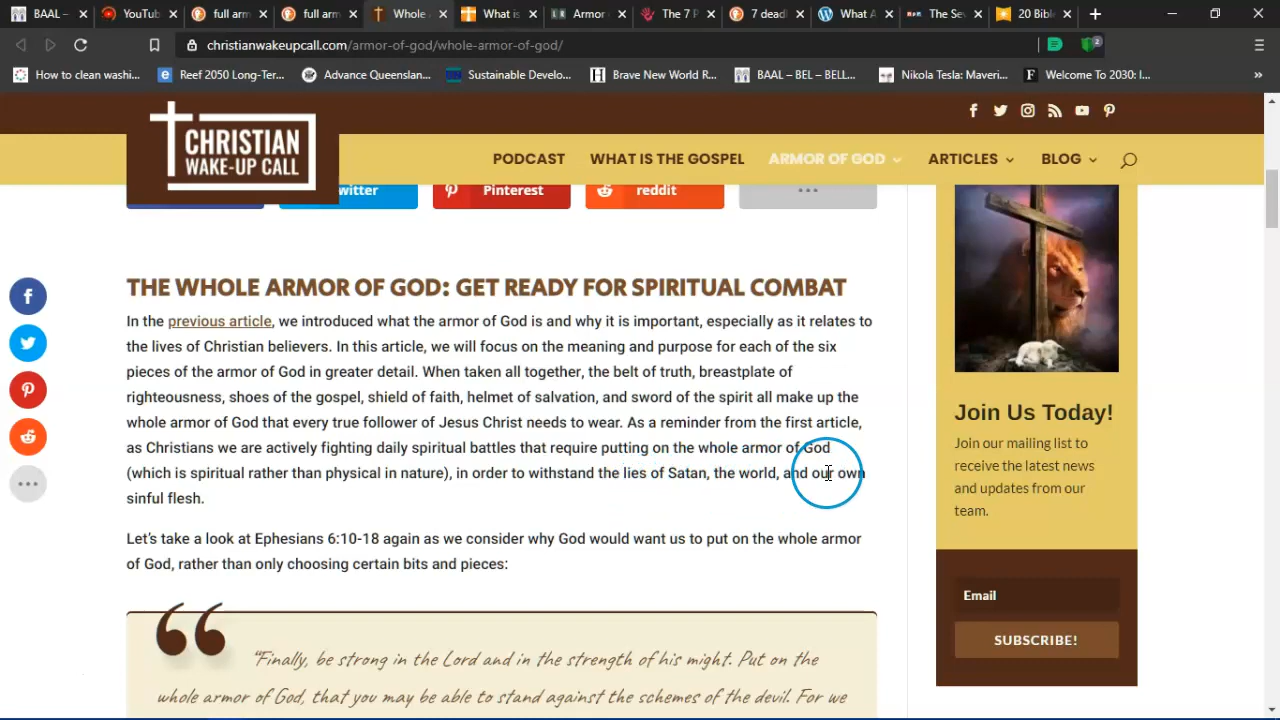 BAAL –
YouTub
full arm
full arm
Whole A
What is
Armor o
The 7 P
7 deadl
What A
The Sev
20 Bible
christianwakeupcall.com/armor-of-god/whole-armor-of-god/
2
How to clean washi...
Reef 2050 Long-Ter...
Advance Queenslan...
Sustainable Develo...
Brave New World R...
BAAL – BEL – BELL...
Nikola Tesla: Maveri...
Welcome To 2030: I...
»
CHRISTIAN
WAKE-UP CALL
PODCAST
WHAT IS THE GOSPEL
ARMOR OF GOD
ARTICLES
BLOG
witter
Pinterest
reddit
THE WHOLE ARMOR OF GOD: GET READY FOR SPIRITUAL COMBAT
In the previous article, we introduced what the armor of God is and why it is important, especially as it relates to
the lives of Christian believers. In this article, we will focus on the meaning and purpose for each of the six
pieces of the armor of God in greater detail. When taken all together, the belt of truth, breastplate of
righteousness, shoes of the gospel, shield of faith, helmet of salvation, and sword of the spirit all make up the
whole armor of God that every true follower of Jesus Christ needs to wear. As a reminder from the first article,
as Christians we are actively fighting daily spiritual battles that require putting on the whole armor of God
(which is spiritual rather than physical in nature), in order to withstand the lies of Satan, the world, and our own
sinful flesh.
Let's take a look at Ephesians 6:10-18 again as we consider why God would want us to put on the whole armor
of God, rather than only choosing certain bits and pieces:
“Finally, be strong in the Lord and in the strength of his might. Put on the
whole armor of God, that you may be able to stand against the schemes of the devil. For we
Join Us Today!
Join our mailing list to
receive the latest news
and updates from our
team.
Email
SUBSCRIBE!